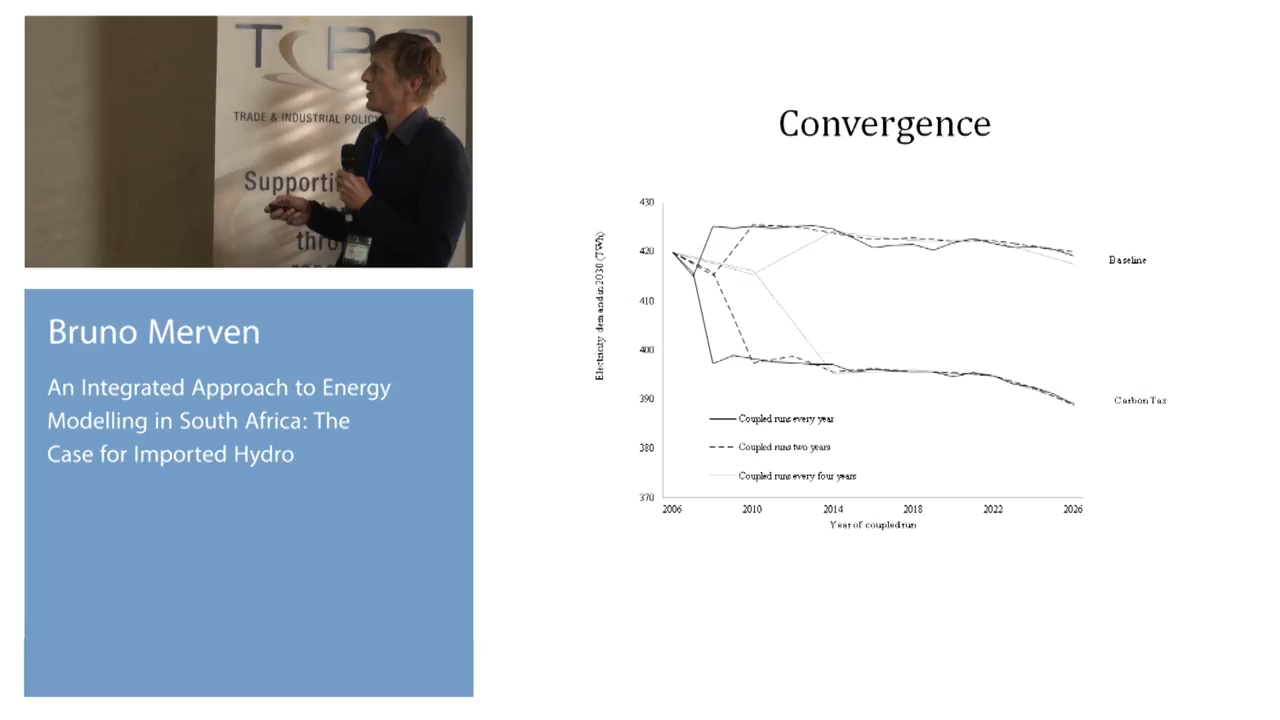 TIPS
TRADE & INDUSTRIAL POLICY
Supporti
thro
Bruno Merven
An Integrated Approach to Energy
Modelling in South Africa: The
Case for Imported Hydro
Convergence
Electricity demand in 2030 (TWh)
430
420
410
400
390
380
370
2006
2010
2014
2018
2022
2026
Year of coupled run
Baseline
Carbon Tax
Coupled runs every year
Coupled runs two years
Coupled runs every four years